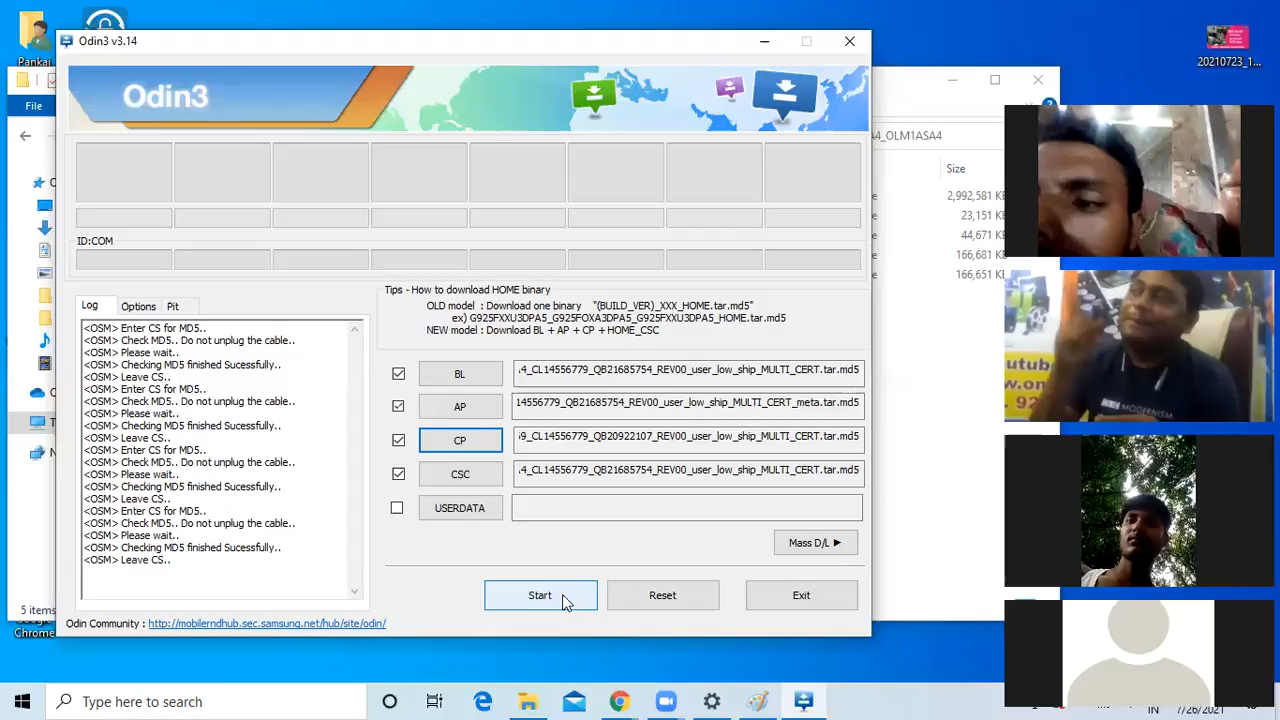 Pankai
Odin3 v3.14
20210723_1...
Odin3
File
A4_OLM1ASA4
Size
2,992,581 KB
23,151 KB
44,671 KB
166,681 KB
166,651 KB
ID:COM
Log
Options
Pit
Tips - How to download HOME binary
OLD model : Download one binary "(BUILD_VER)_XXX_HOME.tar.md5"
ex) G925FXXU3DPA5_G925FOXA3DPA5_HOME.tar.md5
NEW model : Download BL + AP + CP + HOME_CSC
<OSM> Enter CS for MD5..
<OSM> Check MD5.. Do not unplug the cable..
<OSM> Please wait..
<OSM> Checking MD5 finished Sucessfully..
<OSM> Leave CS..
<OSM> Enter CS for MD5..
<OSM> Check MD5.. Do not unplug the cable..
<OSM> Please wait..
<OSM> Checking MD5 finished Sucessfully..
<OSM> Leave CS..
<OSM> Enter CS for MD5..
<OSM> Check MD5.. Do not unplug the cable..
<OSM> Please wait..
<OSM> Checking MD5 finished Sucessfully..
<OSM> Leave CS..
<OSM> Enter CS for MD5..
<OSM> Check MD5.. Do not unplug the cable..
<OSM> Please wait..
<OSM> Checking MD5 finished Sucessfully..
<OSM> Leave CS..
BL
4_CL14556779_QB21685754_REV00_user_low_ship_MULTI_CERT.tar.md5
AP
14556779_QB21685754_REV00_user_low_ship_MULTI_CERT_meta.tar.md5
CP
9_CL14556779_QB20922107_REV00_user_low_ship_MULTI_CERT.tar.md5
CSC
4_CL14556779_QB21685754_REV00_user_low_ship_MULTI_CERT.tar.md5
USERDATA
Mass D/L
Start
Reset
Exit
Odin Community : http://mobilerndhub.sec.samsung.net/hub/site/odin/
5 items
Chrome
MODERNISM
Type here to search
IN
7/26/2021